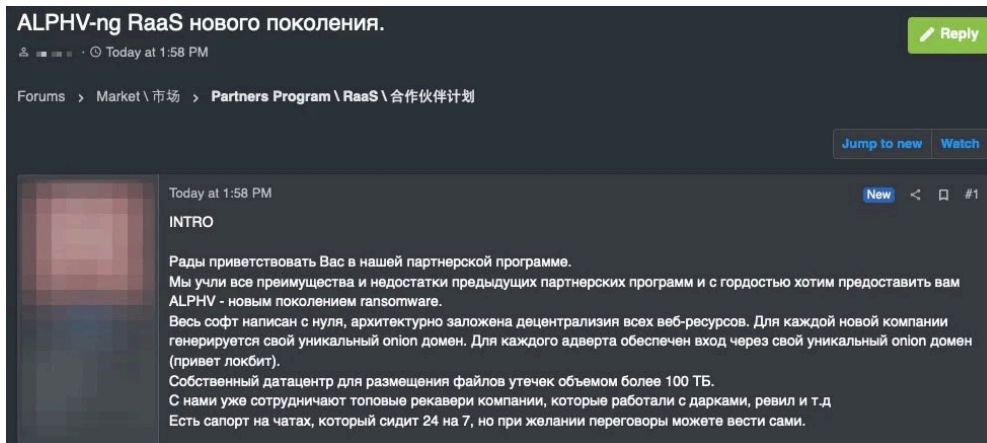 ALPHV-ng RaaS нового поколения.
Today at 1:58 PM
Reply
Forums > Market \ 市场 > Partners Program \ RaaS \ 合作伙伴计划
Jump to new Watch
Today at 1:58 PM New #1
INTRO
Рады приветствовать Вас в нашей партнерской программе.
Мы учли все преимущества и недостатки предыдущих партнерских программ и с гордостью хотим предоставить вам
ALPHV - новым поколением ransomware.
Весь софт написан с нуля, архитектурно заложена децентрализия всех веб-ресурсов. Для каждой новой компании
генерируется свой уникальный onion домен. Для каждого адверта обеспечен вход через свой уникальный onion домен
(привет локбит).
Собственный датацентр для размещения файлов утечек объемом более 100 ТБ.
С нами уже сотрудничают топовые рекавери компании, которые работали с дарками, ревил и т.д
Есть сапорт на чатах, который сидит 24 на 7, но при желании переговоры можете вести сами.